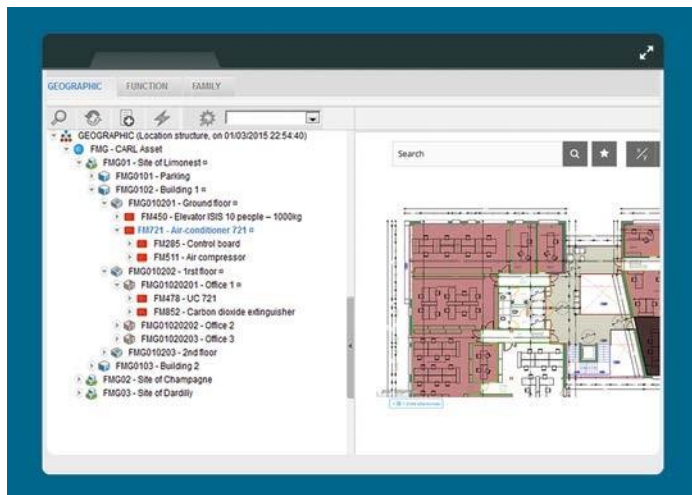 GEOGRAPHIC FUNCTION FAMILY
GEOGRAPHIC (Location structure, on 01/03/2015 22:54:40)
FMG - CARL Asset
FMG01 - Site of Limonest
FMG0101 - Parking
FMG0102 - Building 1
FMG010201 - Ground floor
FM450 - Elevator ISIS 10 people – 1000kg
FM721 - Air-conditioner 721
FM285 - Control board
FM511 - Air compressor
FMG010202 - 1rst floor
FMG01020201 - Office 1
FM478 - UC 721
FM852 - Carbon dioxide extinguisher
FMG01020202 - Office 2
FMG01020203 - Office 3
FMG010203 - 2nd floor
FMG0103 - Building 2
FMG02 - Site of Champagne
FMG03 - Site of Dardilly
Search